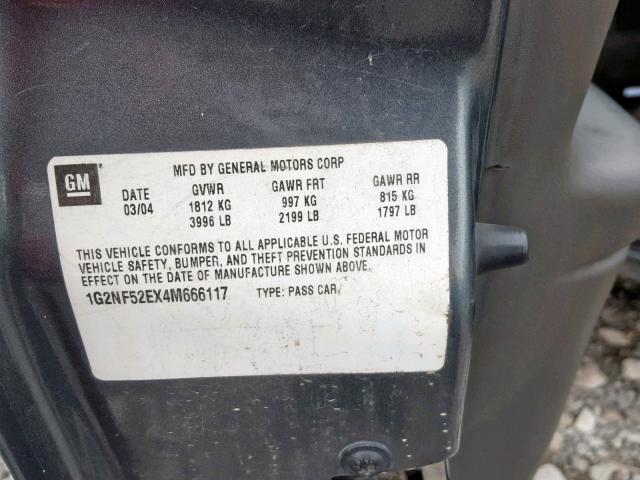 GM
MFD BY GENERAL MOTORS CORP
DATE GVWR GAWR FRT GAWR RR
03/04 1812 KG 997 KG 815 KG
3996 LB 2199 LB 1797 LB
THIS VEHICLE CONFORMS TO ALL APPLICABLE U.S. FEDERAL MOTOR
VEHICLE SAFETY, BUMPER, AND THEFT PREVENTION STANDARDS IN
EFFECT ON THE DATE OF MANUFACTURE SHOWN ABOVE.
1G2NF52EX4M666117 TYPE: PASS CAR